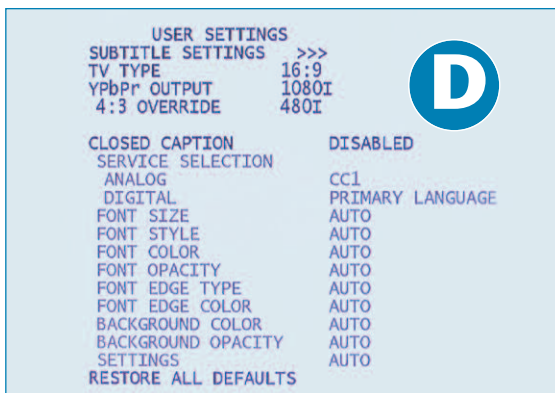 USER SETTINGS
SUBTITLE SETTINGS >>>
TV TYPE 16:9
YPbPr OUTPUT 1080I
4:3 OVERRIDE 480I
D
CLOSED CAPTION DISABLED
SERVICE SELECTION
ANALOG CC1
DIGITAL PRIMARY LANGUAGE
FONT SIZE AUTO
FONT STYLE AUTO
FONT COLOR AUTO
FONT OPACITY AUTO
FONT EDGE TYPE AUTO
FONT EDGE COLOR AUTO
BACKGROUND COLOR AUTO
BACKGROUND OPACITY AUTO
SETTINGS AUTO
RESTORE ALL DEFAULTS